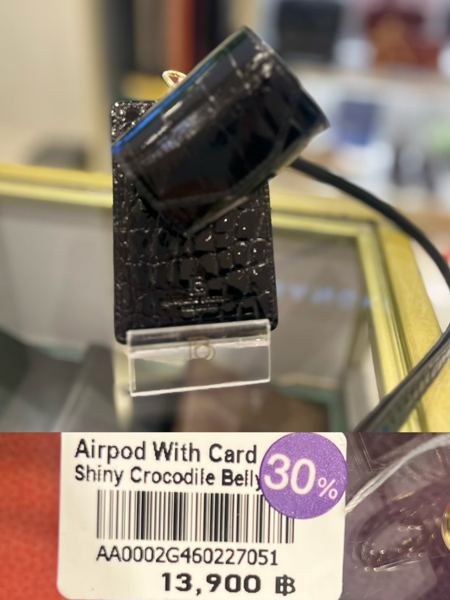 Airpod With Card
Shiny Crocodile Belly
30%
AA0002G460227051
13,900 ฿